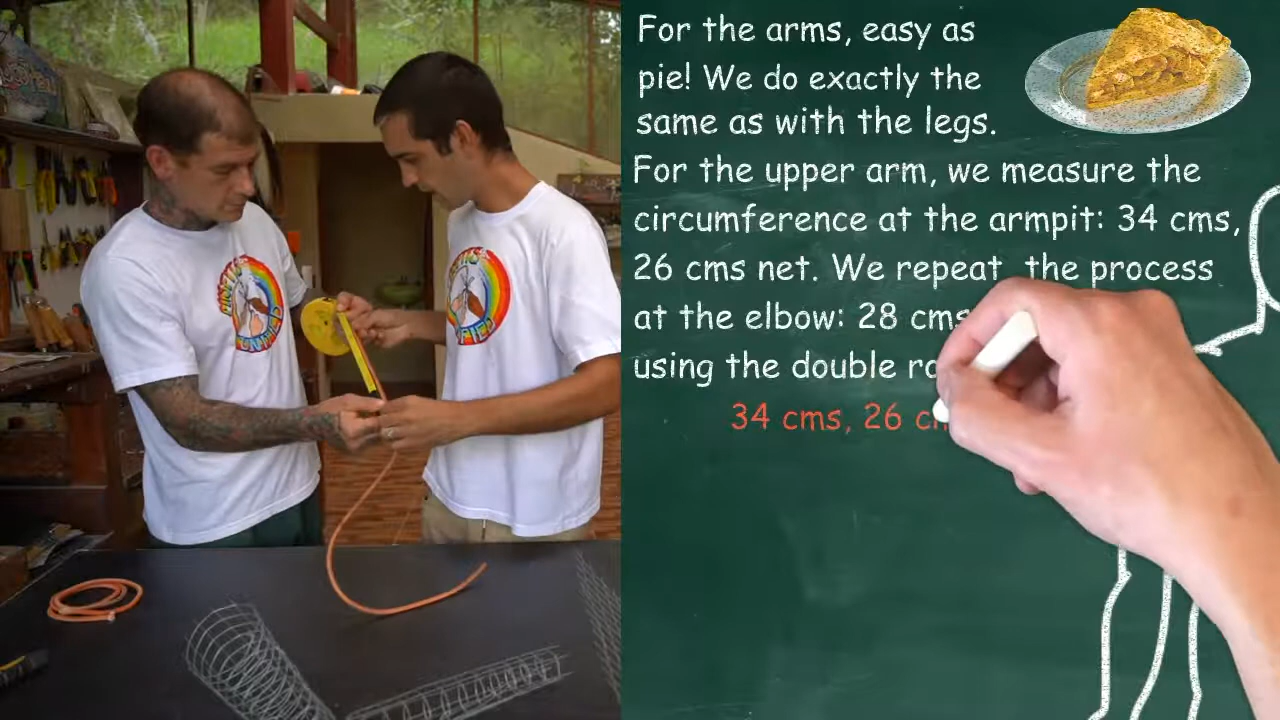 For the arms, easy as
pie! We do exactly the
same as with the legs.
For the upper arm, we measure the
circumference at the armpit: 34 cms,
26 cms net. We repeat the process
at the elbow: 28 cms
using the double
34 cms, 26